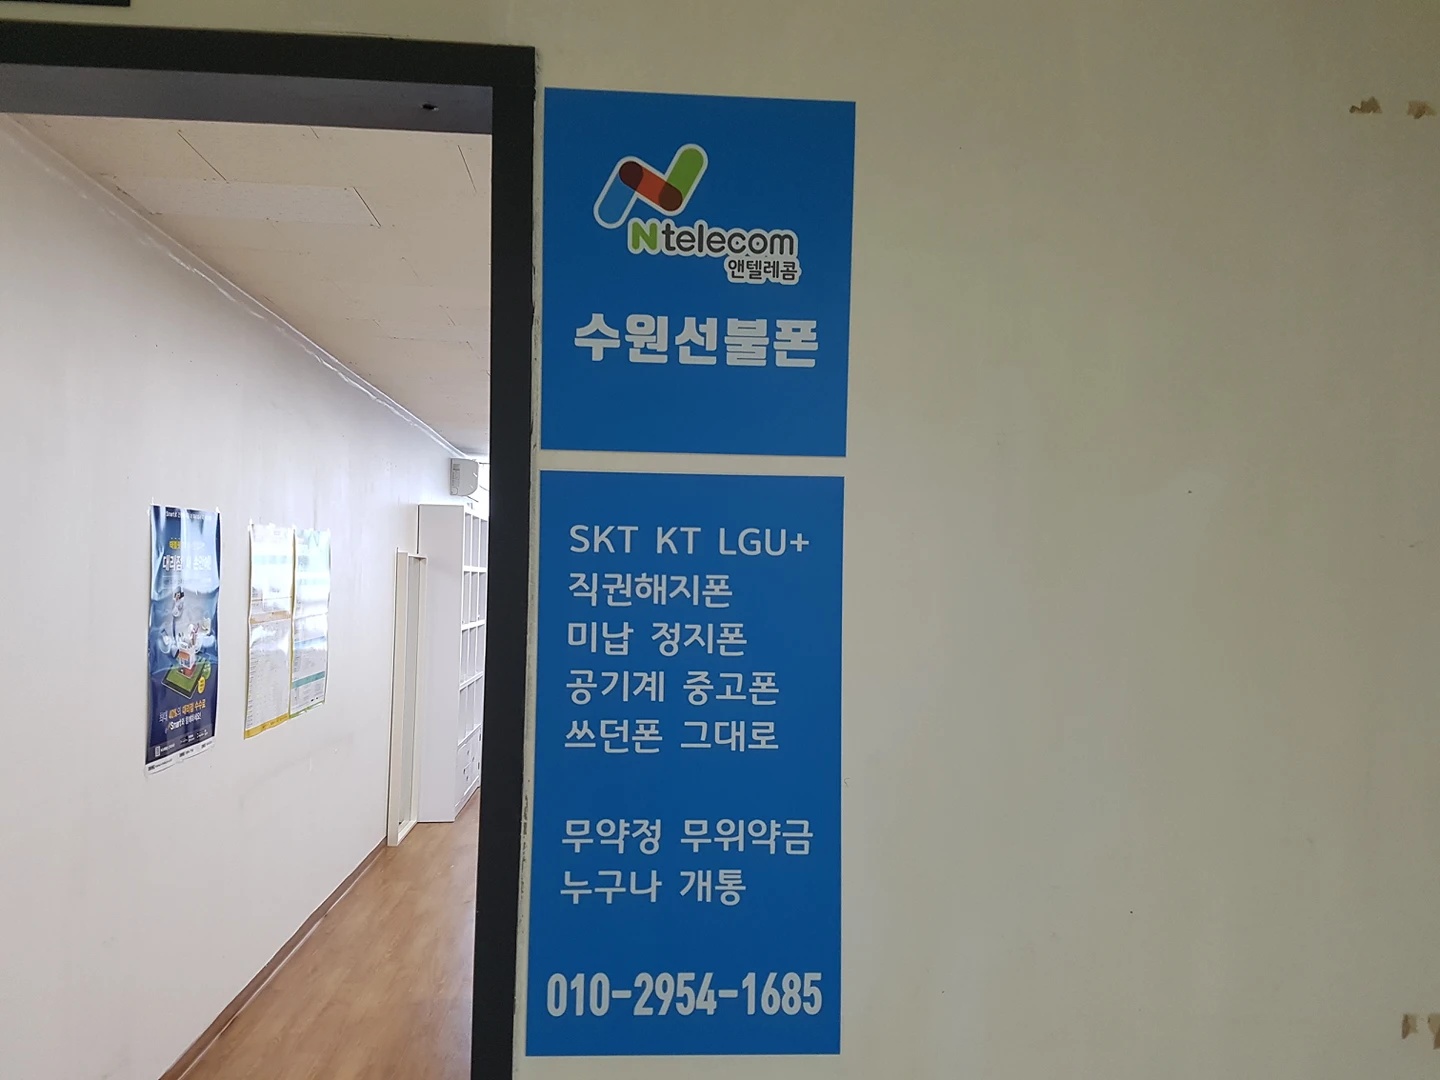 Ntelecom
앤텔레콤
수원선불폰
SKT KT LGU+
직권해지폰
미납 정지폰
공기계 중고폰
쓰던폰 그대로
무약정 무위약금
누구나 개통
010-2954-1685